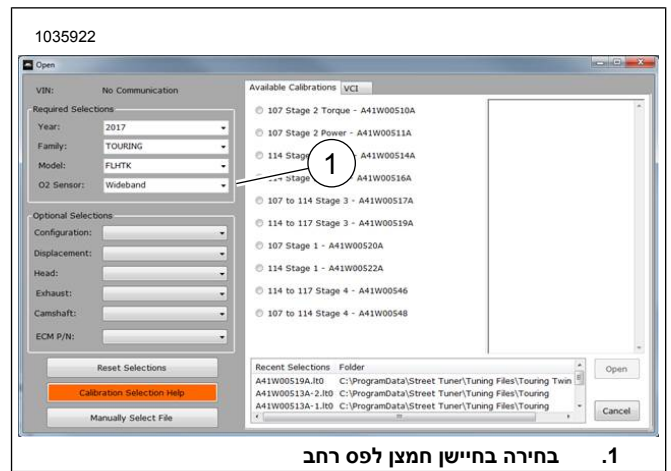 1035922
Open
VIN: No Communication
Required Selections
Year: 2017
Family: TOURING
Model: FLHTK
O2 Sensor: Wideband
Optional Selections
Configuration:
Displacement:
Head:
Exhaust:
Camshaft:
ECM P/N:
Reset Selections
Calibration Selection Help
Manually Select File
Available Calibrations VCI
107 Stage 2 Torque - A41W00510A
107 Stage 2 Power - A41W00511A
114 Stage A41W00514A
Stage A41W00516A
107 to 114 Stage 3 - A41W00517A
114 to 117 Stage 3 - A41W00519A
107 Stage 1 - A41W00520A
114 Stage 1 - A41W00522A
114 to 117 Stage 4 - A41W00546
107 to 114 Stage 4 - A41W00548
1
Recent Selections Folder
A41W00519A.lt0 C:\ProgramData\Street Tuner\Tuning Files\Touring Twin
A41W00513A-2.lt0 C:\ProgramData\Street Tuner\Tuning Files\Touring
A41W00513A-1.lt0 C:\ProgramData\Street Tuner\Tuning Files\Touring
Open
Cancel
1. בחירה בחיישן חמצן לפס רחב